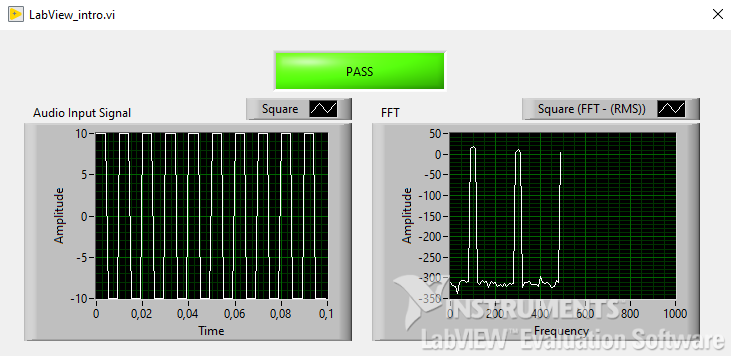 LabView_intro.vi
PASS
Audio Input Signal
Square
FFT
Square (FFT - (RMS))
Amplitude
10
5
0
-5
-10
0
0,02
0,04
0,06
0,08
0,1
Time
Amplitude
50
0
-50
-100
-150
-200
-250
-300
-350
0
200
400
600
800
1000
Frequency
INSTRUMENTS
LabVIEW™ Evaluation Software